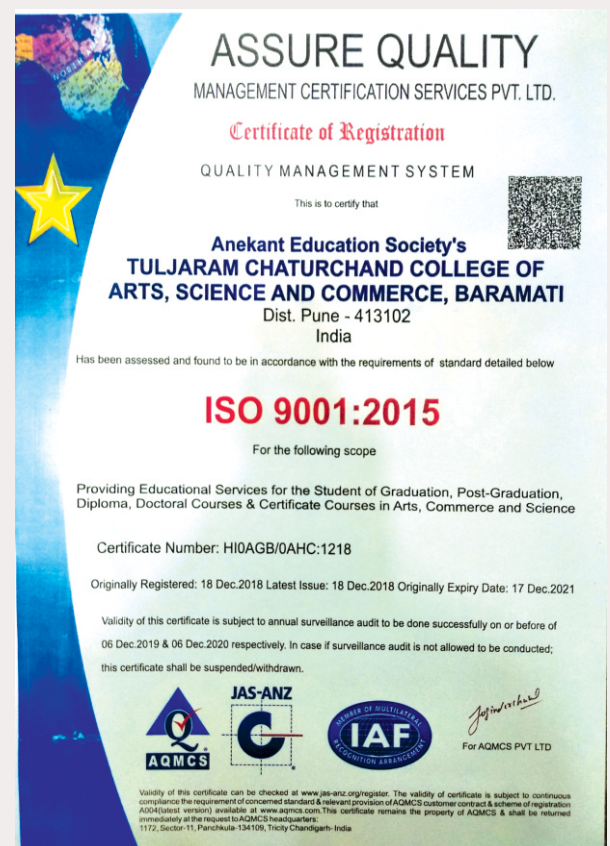 NORTH
ASSURE QUALITY
MANAGEMENT CERTIFICATION SERVICES PVT. LTD.
Certificate of Registration
QUALITY MANAGEMENT SYSTEM
This is to certify that
Anekant Education Society's
TULJARAM CHATURCHAND COLLEGE OF
ARTS, SCIENCE AND COMMERCE, BARAMATI
Dist. Pune - 413102
India
Has been assessed and found to be in accordance with the requirements of standard detailed below
ISO 9001:2015
For the following scope
Providing Educational Services for the Student of Graduation, Post-Graduation,
Diploma, Doctoral Courses & Certificate Courses in Arts, Commerce and Science
Certificate Number: HI0AGB/0AHC:1218
Originally Registered: 18 Dec.2018 Latest Issue: 18 Dec.2018 Originally Expiry Date: 17 Dec.2021
Validity of this certificate is subject to annual surveillance audit to be done successfully on or before of
06 Dec.2019 & 06 Dec.2020 respectively. In case if surveillance audit is not allowed to be conducted;
this certificate shall be suspended/withdrawn.
AQMCS
JAS-ANZ
MEMBER OF MULTILATERAL
IAF
RECOGNITION ARRANGEMENT
For AQMCS PVT LTD
Validity of this certificate can be checked at www.jas-anz.org/register. The validity of certificate is subject to continuous
compliance the requirement of concerned standard & relevant provision of AQMCS customer contract & scheme of registration
A004(latest version) available at www.aqmcs.com.This certificate remains the property of AQMCS & shall be returned
immediately at the request to AQMCS headquarters:
1172, Sector-11, Panchkula-134109, Tricity Chandigarh- India